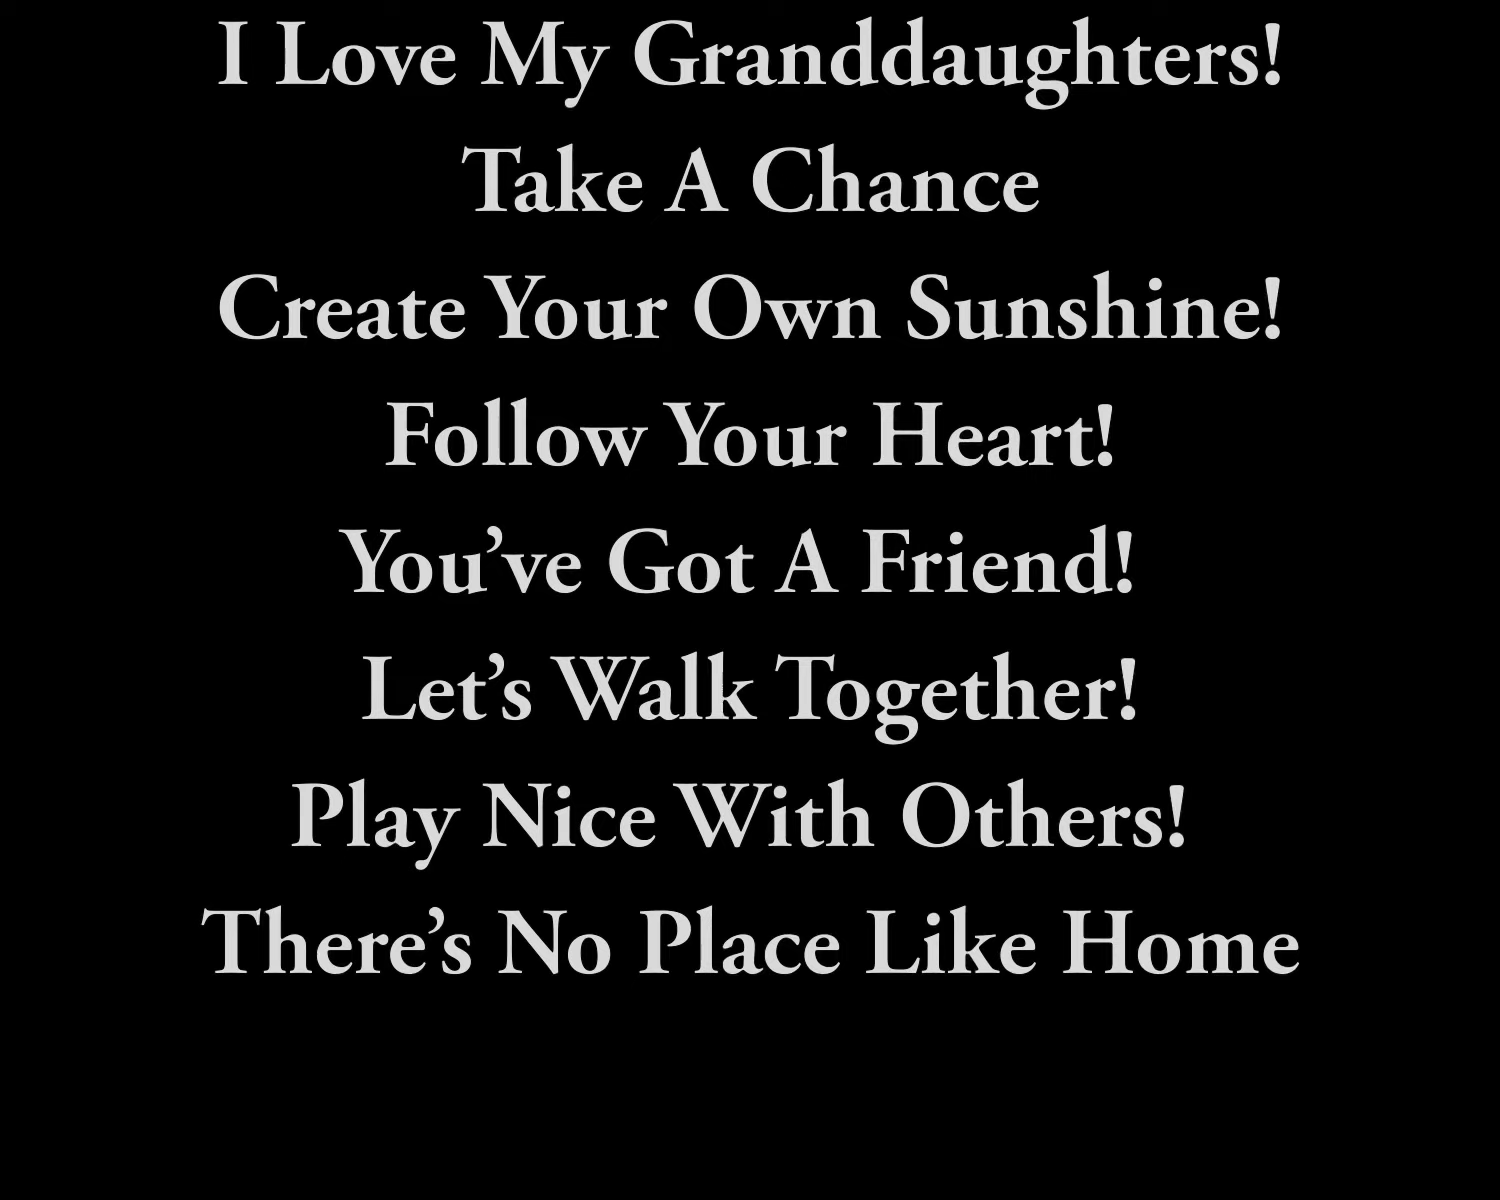 I Love My Granddaughters!
Take A Chance
Create Your Own Sunshine!
Follow Your Heart!
You’ve Got A Friend!
Let’s Walk Together!
Play Nice With Others!
There’s No Place Like Home